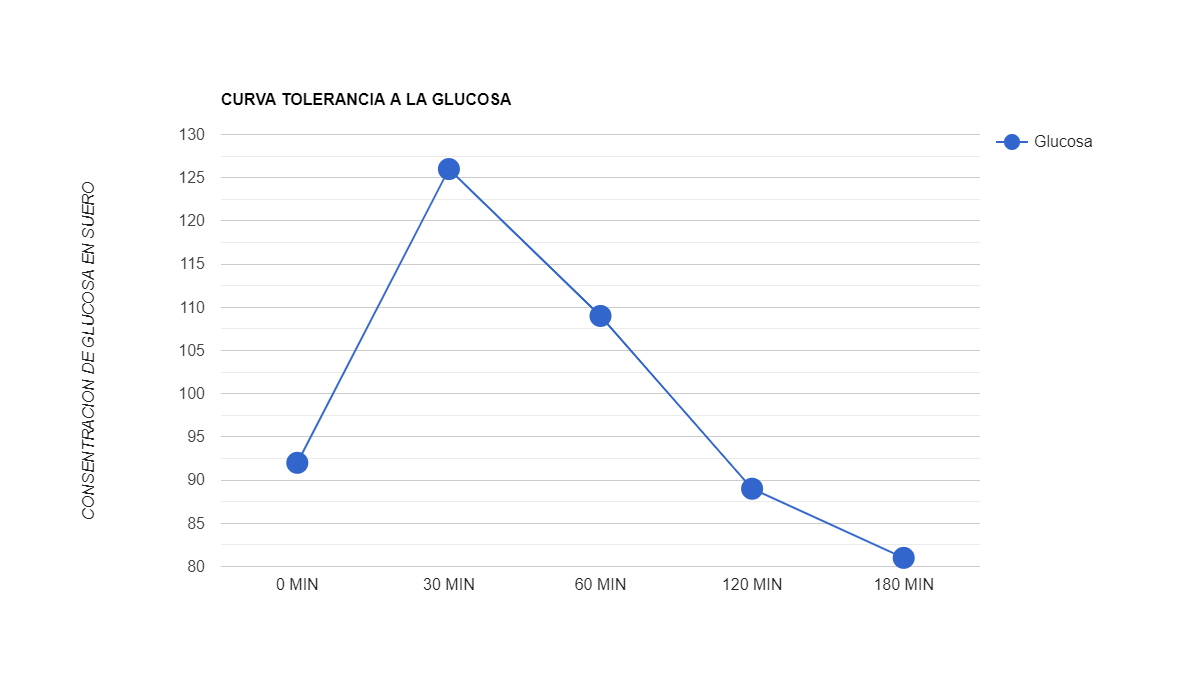 CURVA TOLERANCIA A LA GLUCOSA
CONSENTRACION DE GLUCOSA EN SUERO
130
125
120
115
110
105
100
95
90
85
80
0 MIN
30 MIN
60 MIN
120 MIN
180 MIN
Glucosa